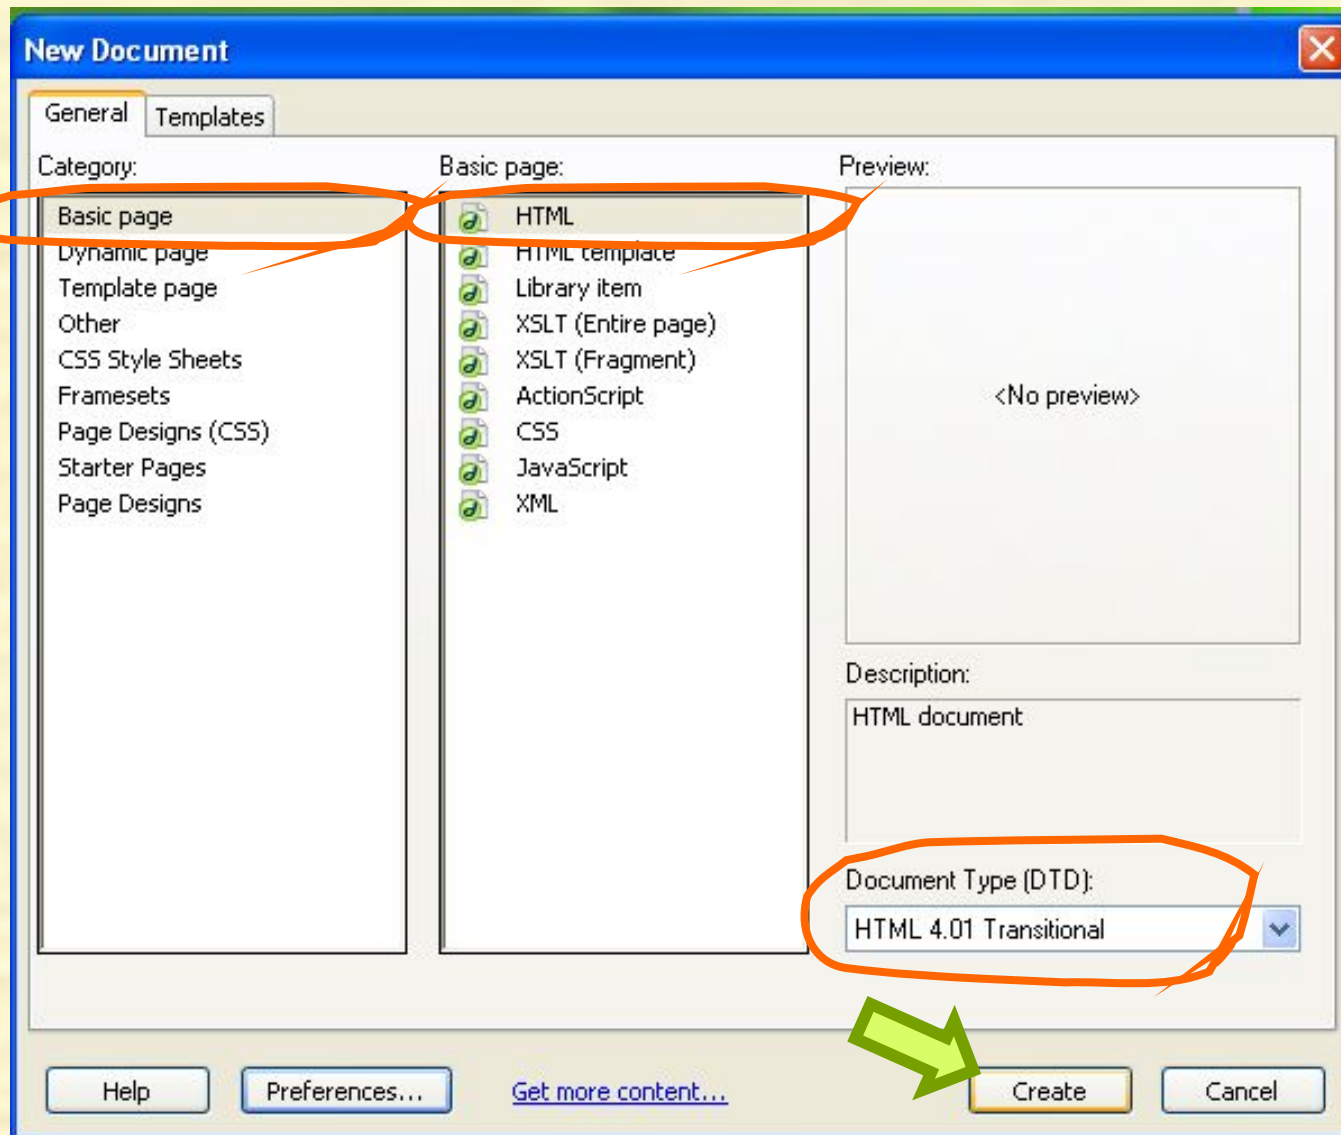 New Document
General
Templates
Category:
Basic page
Dynamic page
Template page
Other
CSS Style Sheets
Framesets
Page Designs (CSS)
Starter Pages
Page Designs
Basic page:
HTML
HTML template
Library item
XSLT (Entire page)
XSLT (Fragment)
ActionScript
CSS
JavaScript
XML
Preview:
<No preview>
Description:
HTML document
Document Type (DTD):
HTML 4.01 Transitional
Help
Preferences...
Get more content...
Create
Cancel